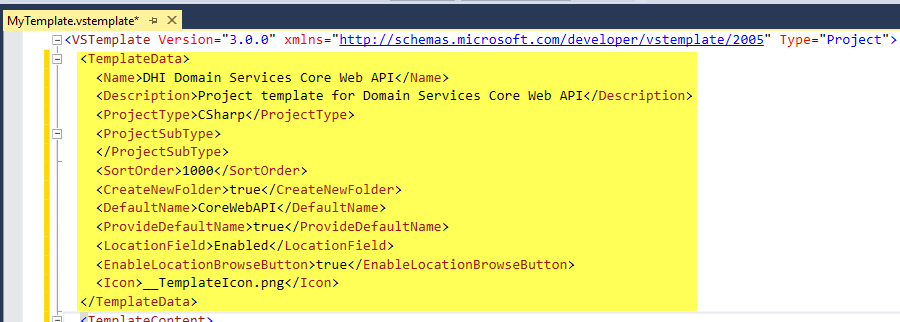 MyTemplate.vstemplate*
<VSTemplate Version="3.0.0" xmlns="http://schemas.microsoft.com/developer/vstemplate/2005" Type="Project">
<TemplateData>
<Name>DHI Domain Services Core Web API</Name>
<Description>Project template for Domain Services Core Web API</Description>
<ProjectType>CSharp</ProjectType>
<ProjectSubType>
</ProjectSubType>
<SortOrder>1000</SortOrder>
<CreateNewFolder>true</CreateNewFolder>
<DefaultName>CoreWebAPI</DefaultName>
<ProvideDefaultName>true</ProvideDefaultName>
<LocationField>Enabled</LocationField>
<EnableLocationBrowseButton>true</EnableLocationBrowseButton>
<Icon>__TemplateIcon.png</Icon>
</TemplateData>
<TemplateContent>